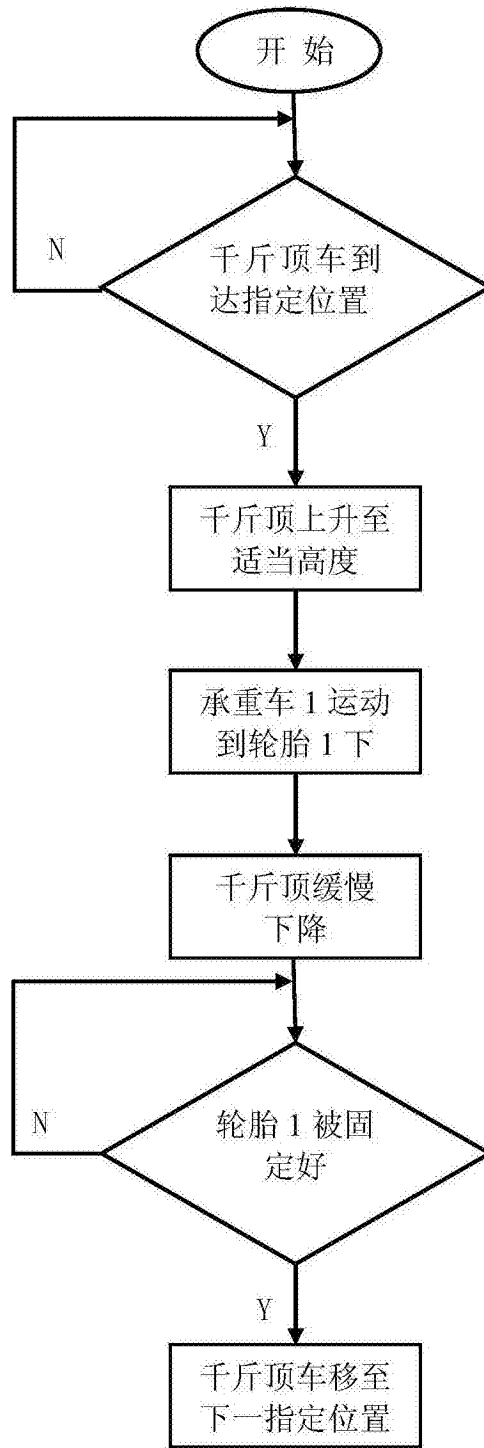 开 始
N
千斤顶车到
达指定位置
Y
千斤顶上升至
适当高度
承重车 1 运动
到轮胎 1 下
千斤顶缓慢
下降
N
轮胎 1 被固
定好
Y
千斤顶车移至
下一指定位置